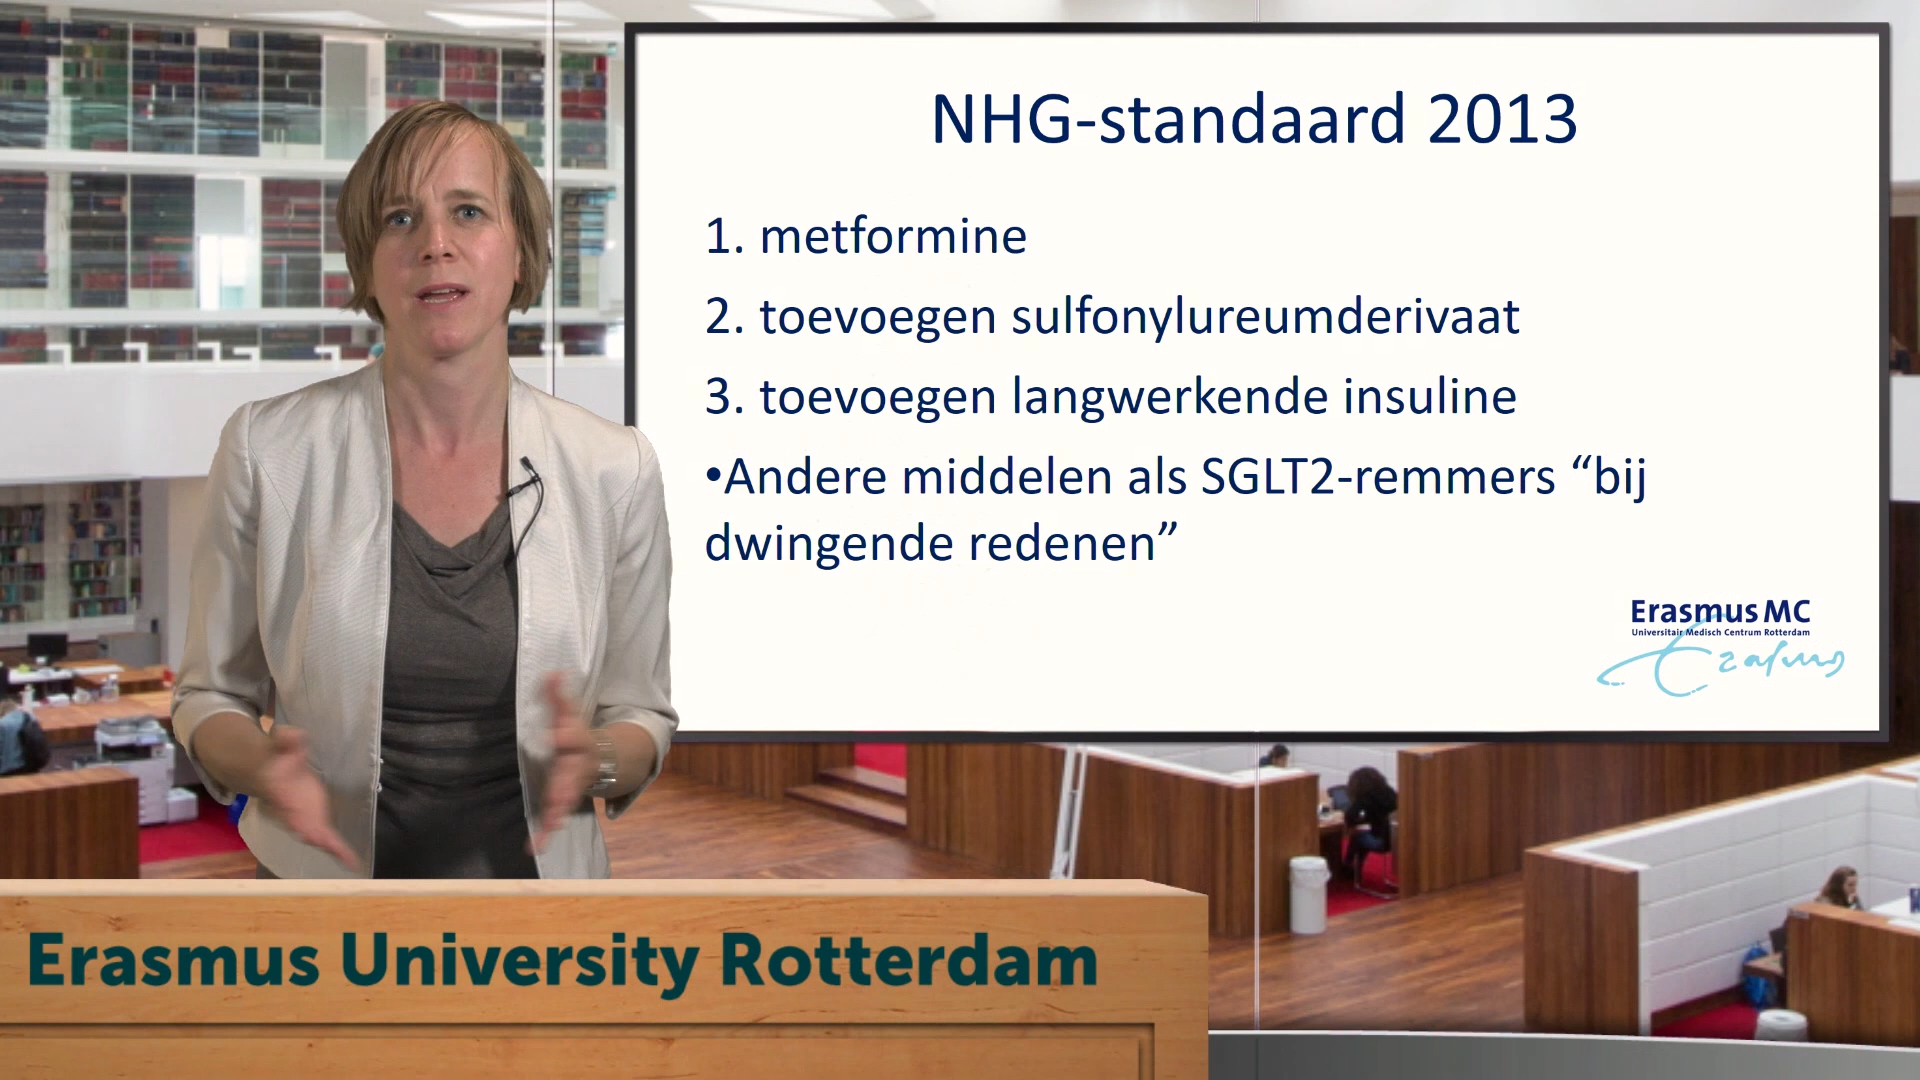 NHG-standaard 2013
1. metformine
2. toevoegen sulfonylureumderivaat
3. toevoegen langwerkende insuline
•Andere middelen als SGLT2-remmers “bij
dwingende redenen”
Erasmus MC
Universitair Medisch Centrum Rotterdam
Erasmus
Erasmus University Rotterdam